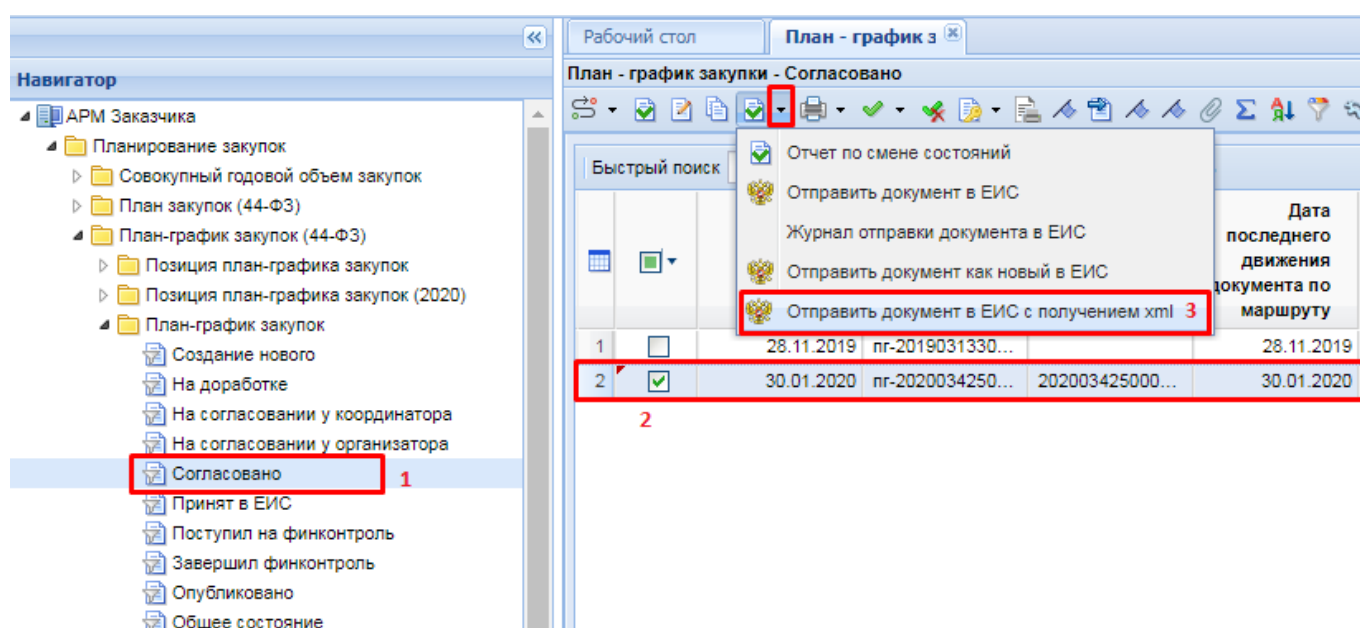 Навигатор
АРМ Заказчика
Планирование закупок
Совокупный годовой объем закупок
План закупок (44-ФЗ)
План-график закупок (44-ФЗ)
Позиция план-графика закупок
Позиция план-графика закупок (2020)
План-график закупок
Создание нового
На доработке
На согласовании у координатора
На согласовании у организатора
Согласовано 1
Принят в ЕИС
Поступил на финконтроль
Завершил финконтроль
Опубликовано
Общее состояние
Рабочий стол План - график з
План - график закупки - Согласовано
Быстрый поиск
Отчет по смене состояний
Отправить документ в ЕИС
Журнал отправки документа в ЕИС
Отправить документ как новый в ЕИС
Отправить документ в ЕИС с получением xml 3
Дата
последнего
движения
документа по
маршруту
1 28.11.2019 пг-2019031330... 28.11.2019
2 30.01.2020 пг-2020034250... 202003425000... 30.01.2020
2